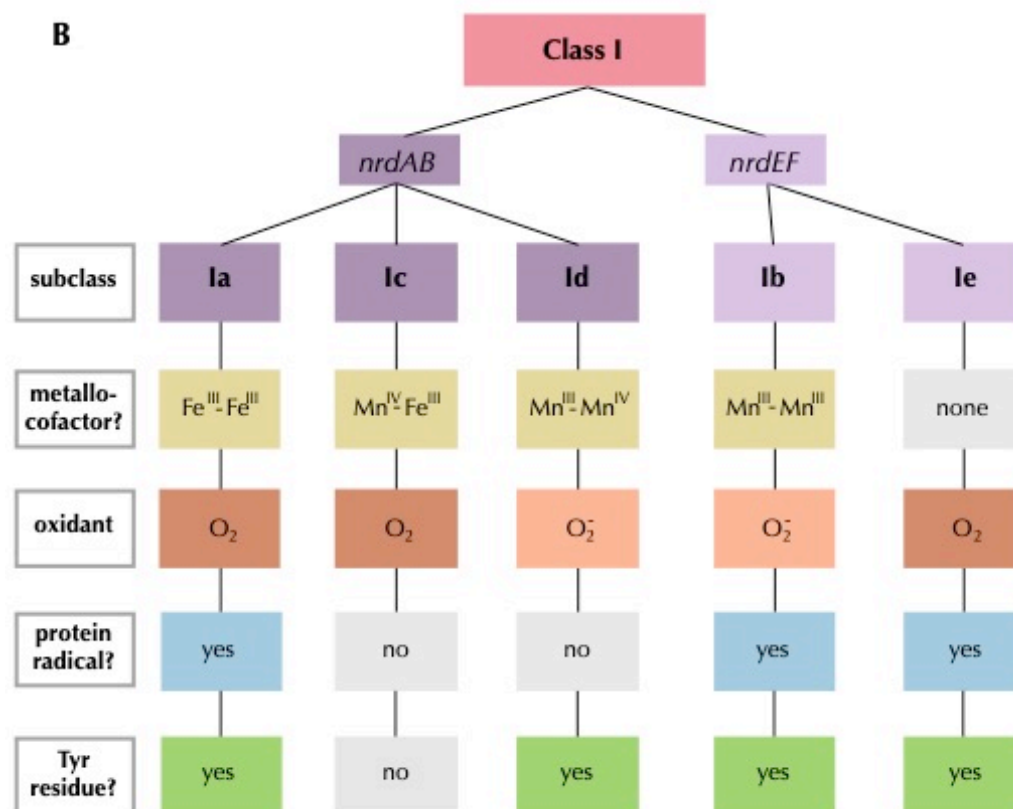 B
Class I
nrdAB nrdEF
subclass Ia Ic Id Ib Ie
metallo-
cofactor? Feᴵᴵᴵ-Feᴵᴵᴵ Mnᴵⱽ-Feᴵᴵᴵ Mnᴵᴵᴵ-Mnᴵⱽ Mnᴵᴵᴵ-Mnᴵᴵᴵ none
oxidant O₂ O₂ O₂⁻ O₂⁻ O₂
protein
radical? yes no no yes yes
Tyr
residue? yes no yes yes yes